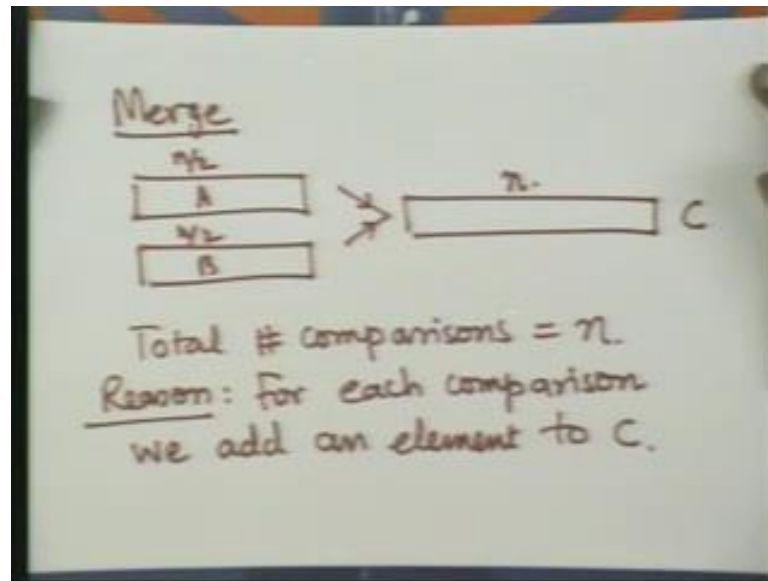 Merge
n/2
A
n/2
B
n.
C
Total # comparisons = n.
Reason: For each comparison
we add an element to C.